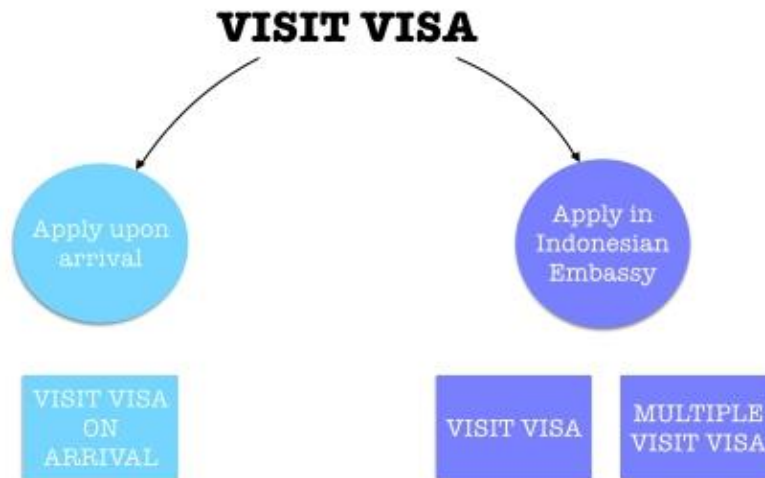 VISIT VISA
Apply upon
arrival
Apply in
Indonesian
Embassy
VISIT VISA
ON
ARRIVAL
VISIT VISA
MULTIPLE
VISIT VISA